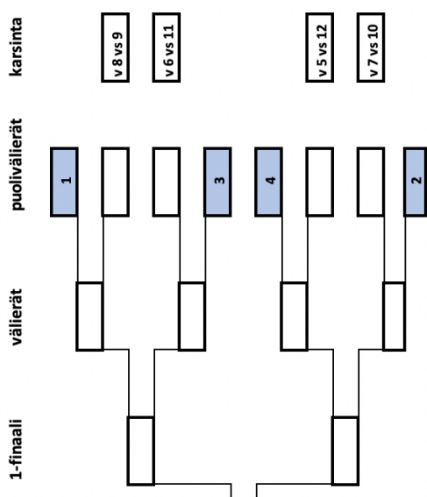 karsinta
v 8 vs 9
v 6 vs 11
v 5 vs 12
v 7 vs 10
puolivälierät
1
3
4
2
välierät
1-finaali